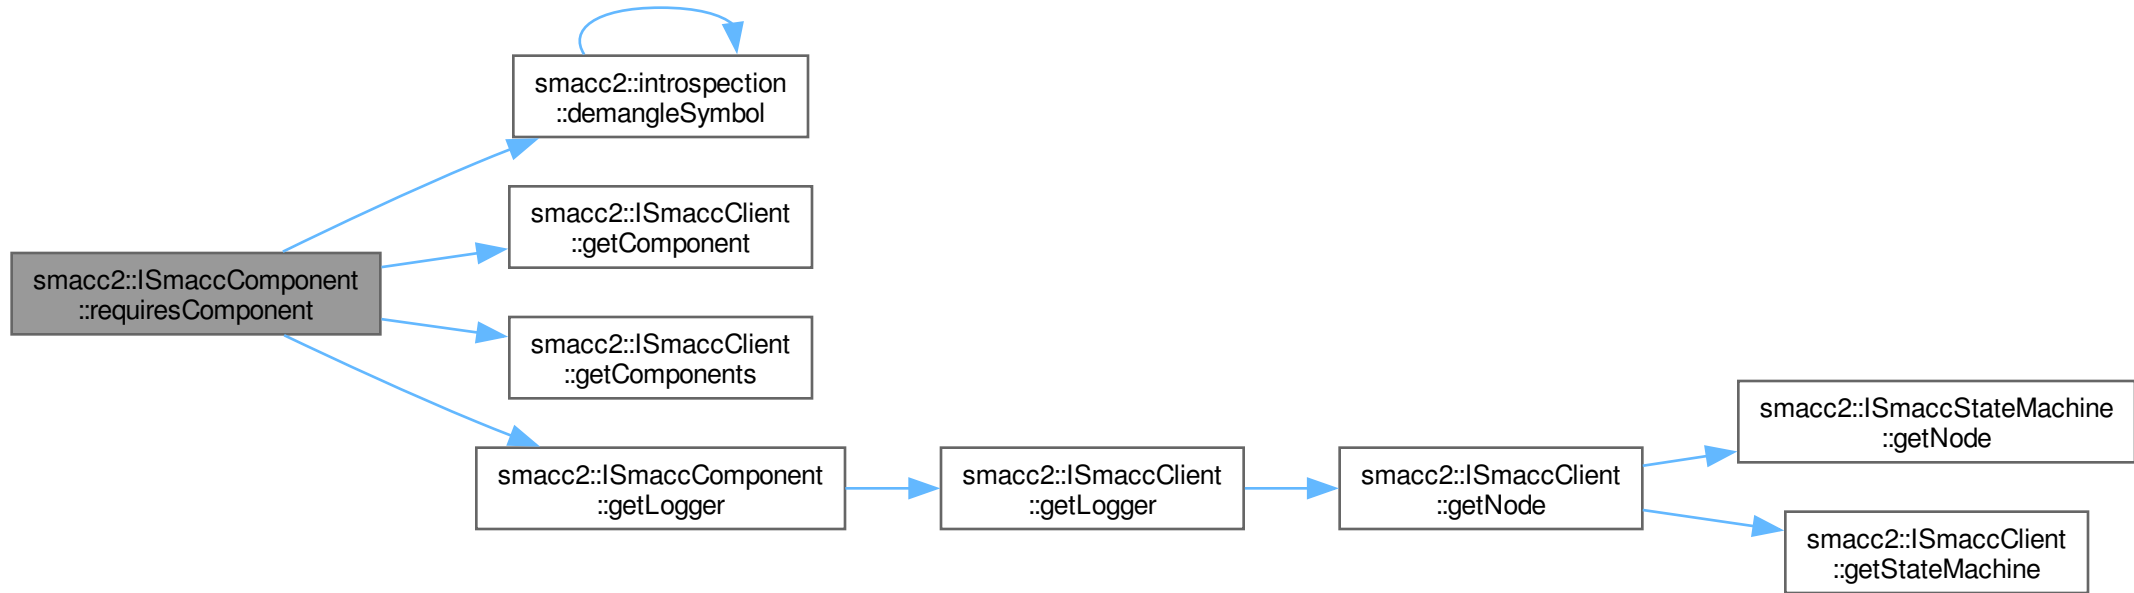 smacc2::introspection
::demangleSymbol
smacc2::ISmaccClient
::getComponent
smacc2::ISmaccComponent
::requiresComponent
smacc2::ISmaccClient
::getComponents
smacc2::ISmaccComponent
::getLogger
smacc2::ISmaccClient
::getLogger
smacc2::ISmaccClient
::getNode
smacc2::ISmaccStateMachine
::getNode
smacc2::ISmaccClient
::getStateMachine